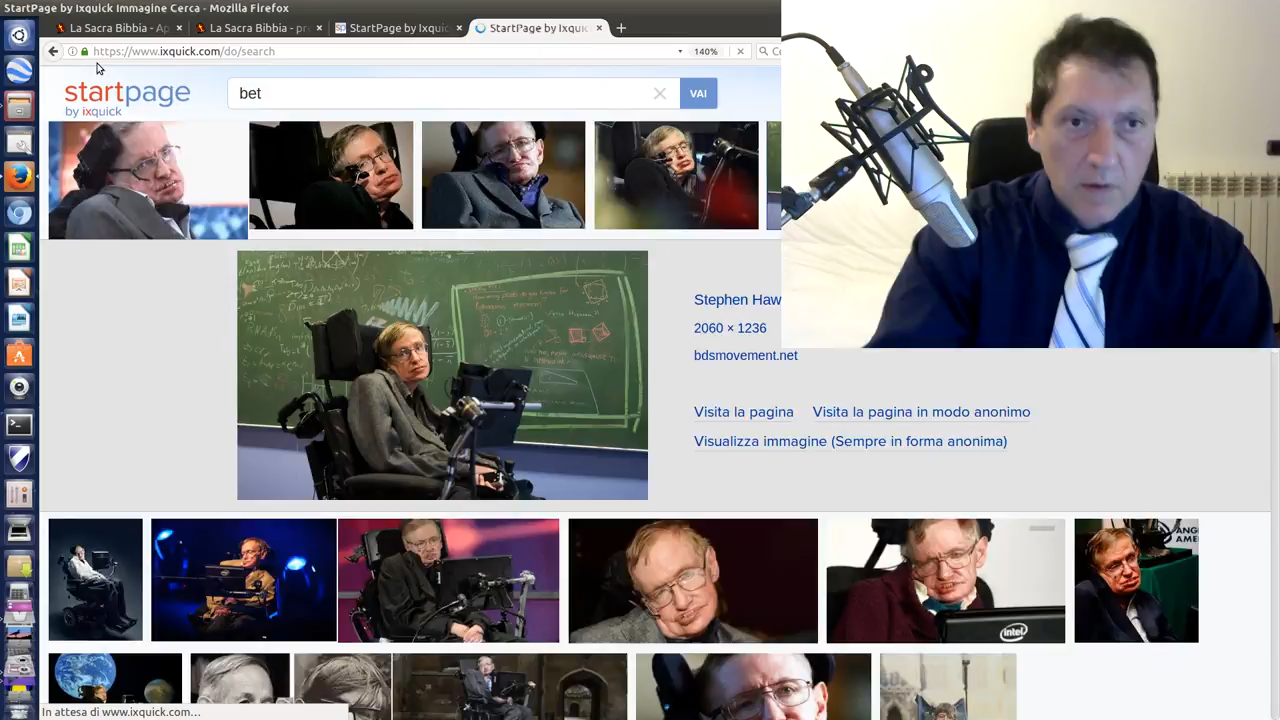 StartPage by Ixquick Immagine Cerca - Mozilla Firefox
La Sacra Bibbia - Ap
La Sacra Bibbia - pr
StartPage by Ixquic
StartPage by Ixquic
https://www.ixquick.com/do/search
140%
startpage
by ixquick
bet
VAI
Stephen Haw
2060 × 1236
bdsmovement.net
Visita la pagina
Visita la pagina in modo anonimo
Visualizza immagine (Sempre in forma anonima)
intel
ANG
AME
In attesa di www.ixquick.com…